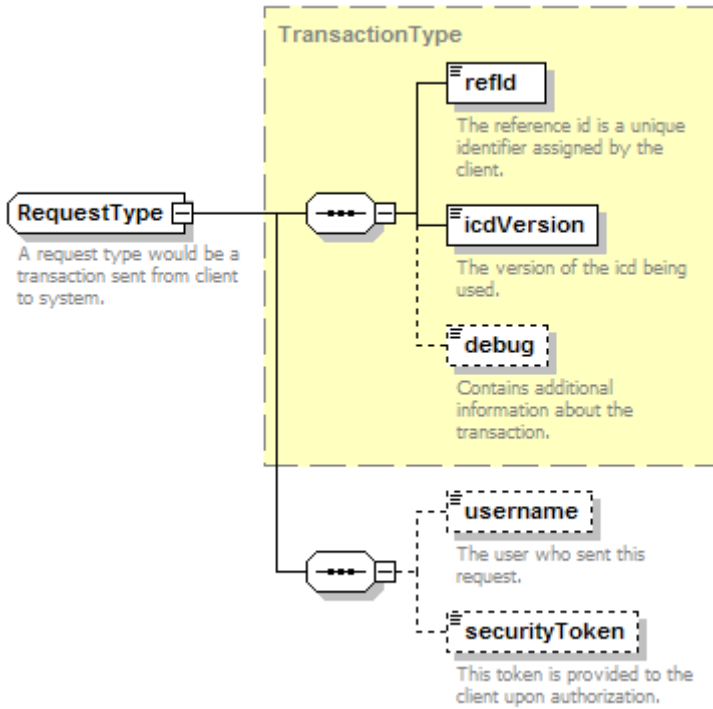 TransactionType
refId
The reference id is a unique
identifier assigned by the
client.
RequestType
A request type would be a
transaction sent from client
to system.
icdVersion
The version of the icd being
used.
debug
Contains additional
information about the
transaction.
username
The user who sent this
request.
securityToken
This token is provided to the
client upon authorization.